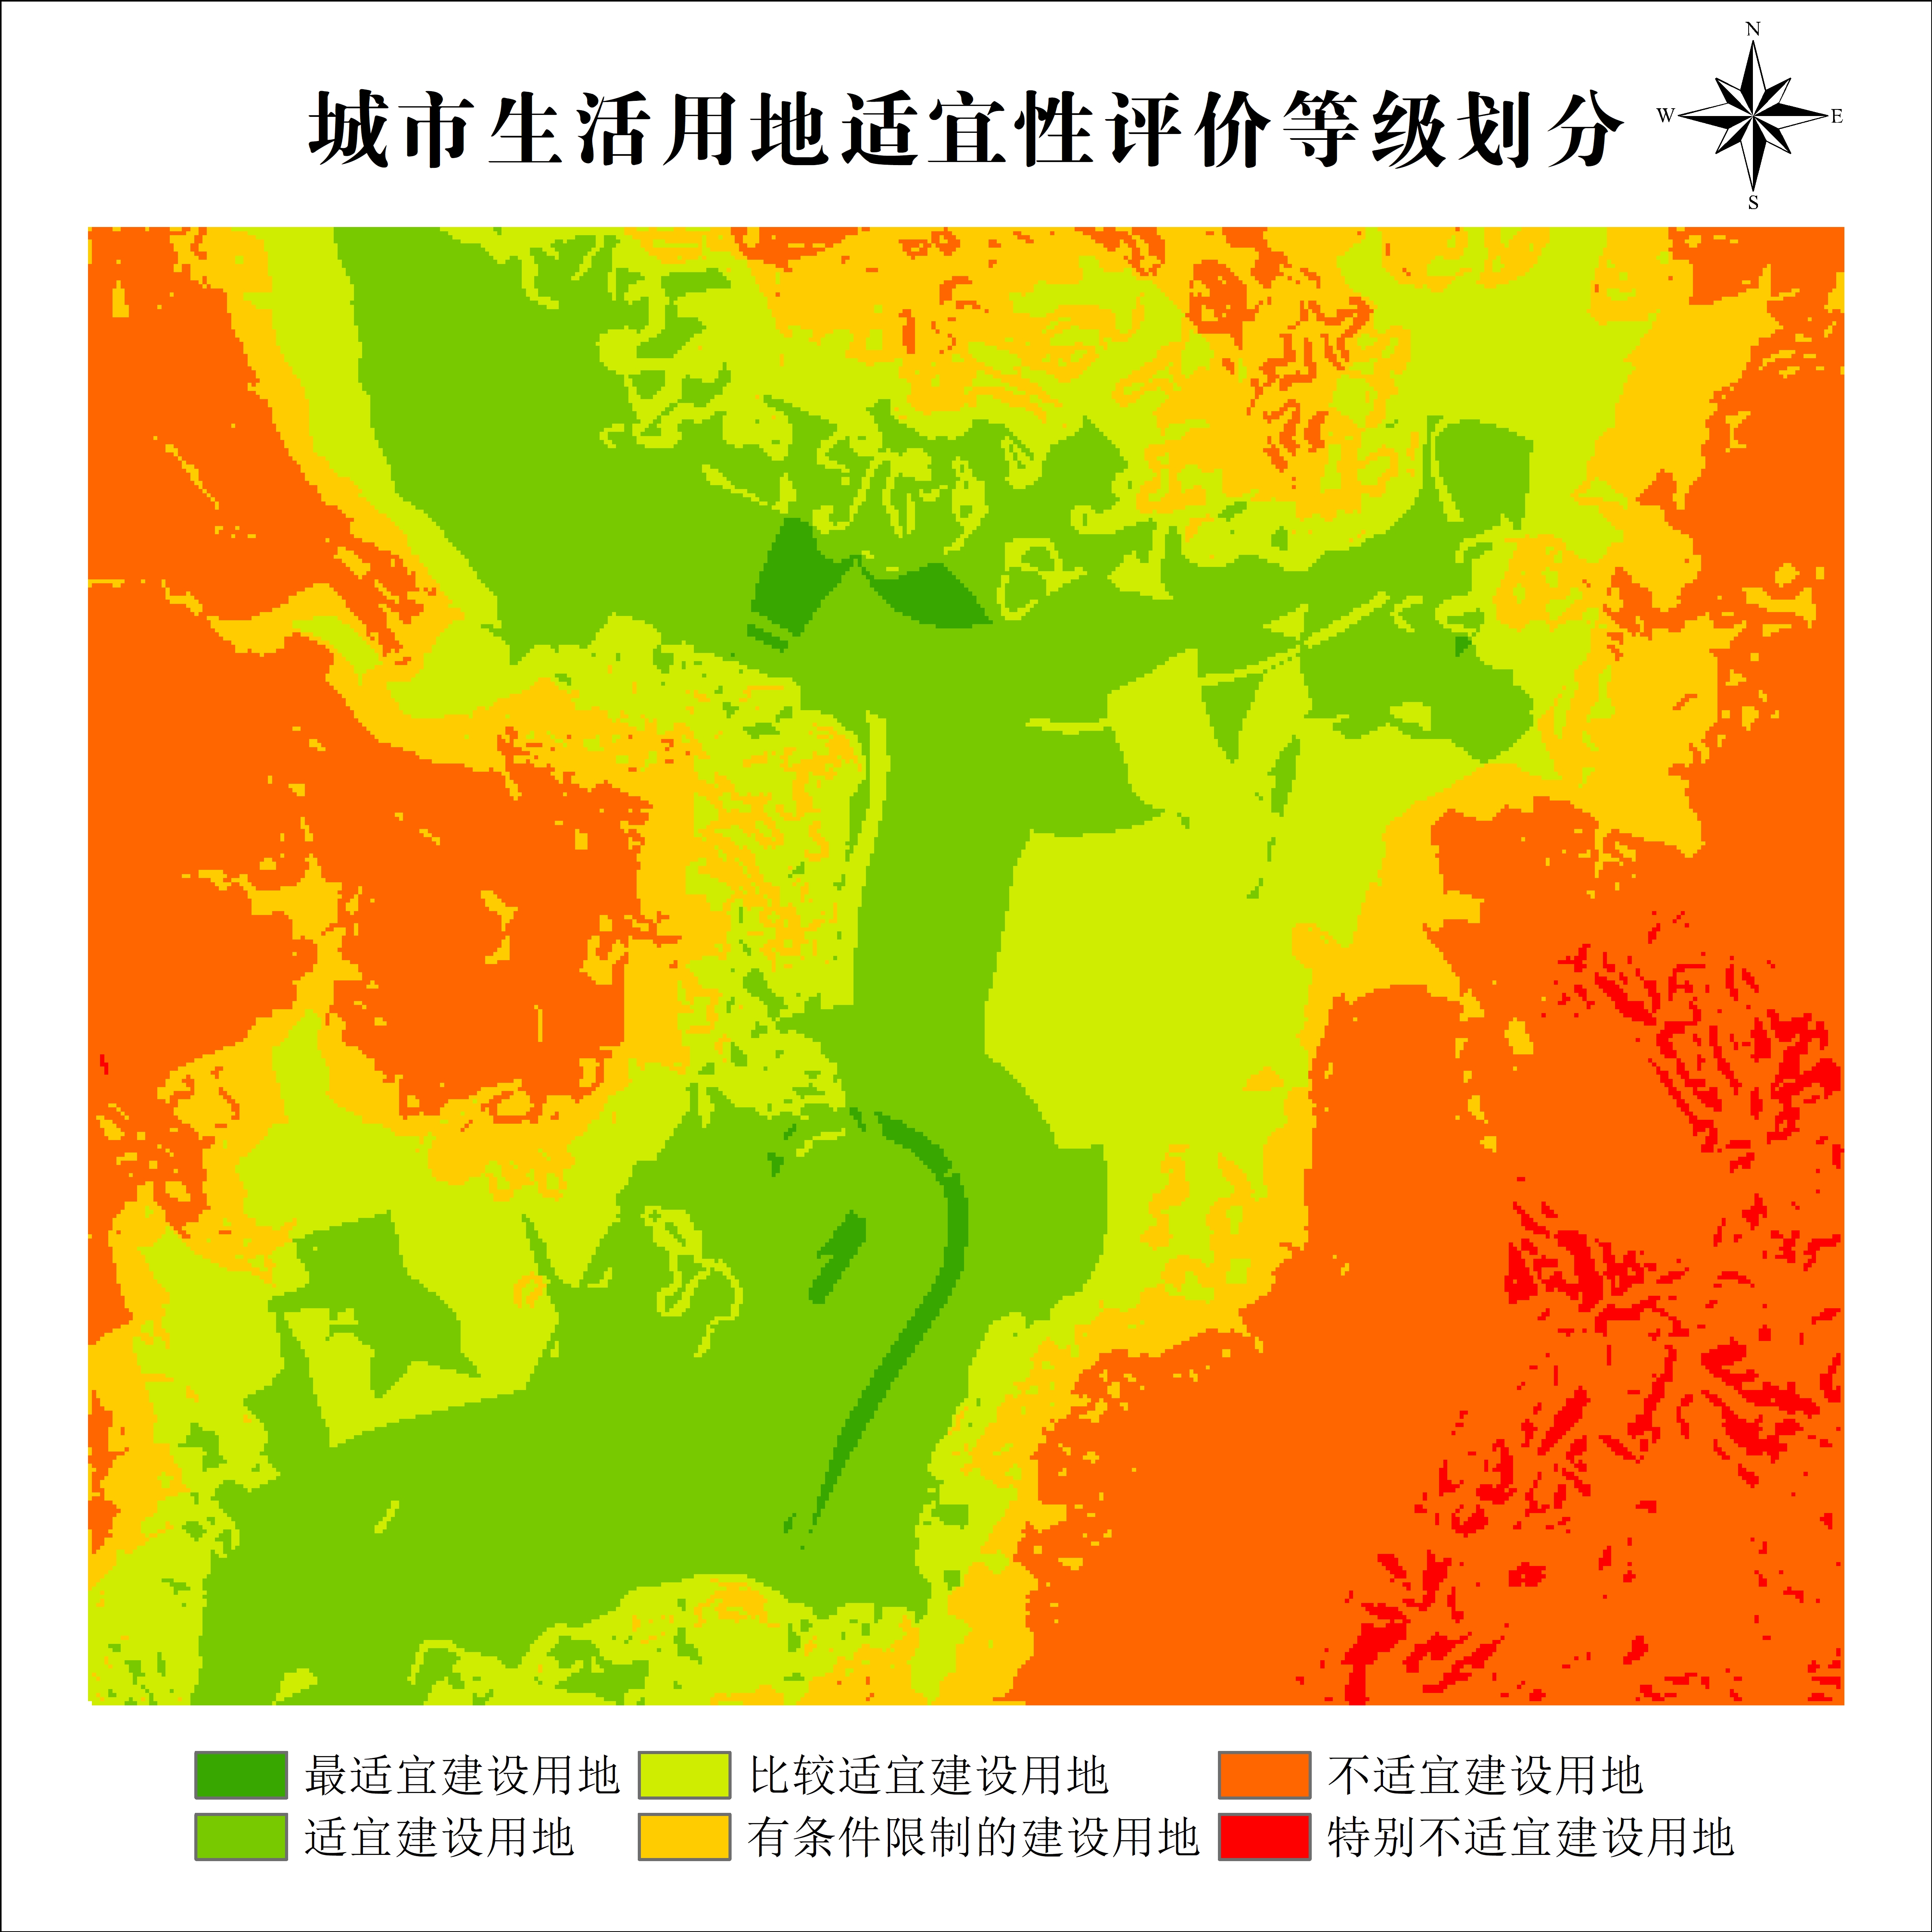 N
城市生活用地适宜性评价等级划分
W E
S
最适宜建设用地 比较适宜建设用地 不适宜建设用地
适宜建设用地 有条件限制的建设用地 特别不适宜建设用地